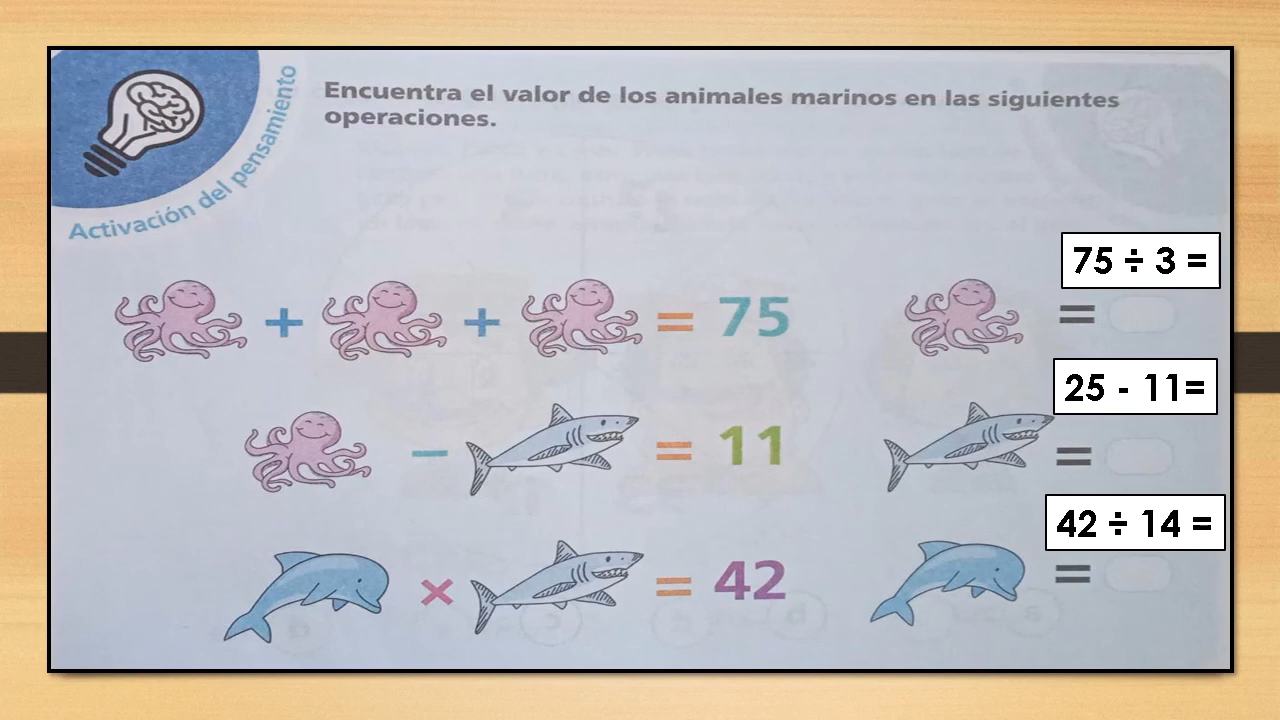 Activación del pensamiento
Encuentra el valor de los animales marinos en las siguientes
operaciones.
75 ÷ 3 =
+ + = 75 =
25 - 11=
− = 11 =
42 ÷ 14 =
× = 42 =